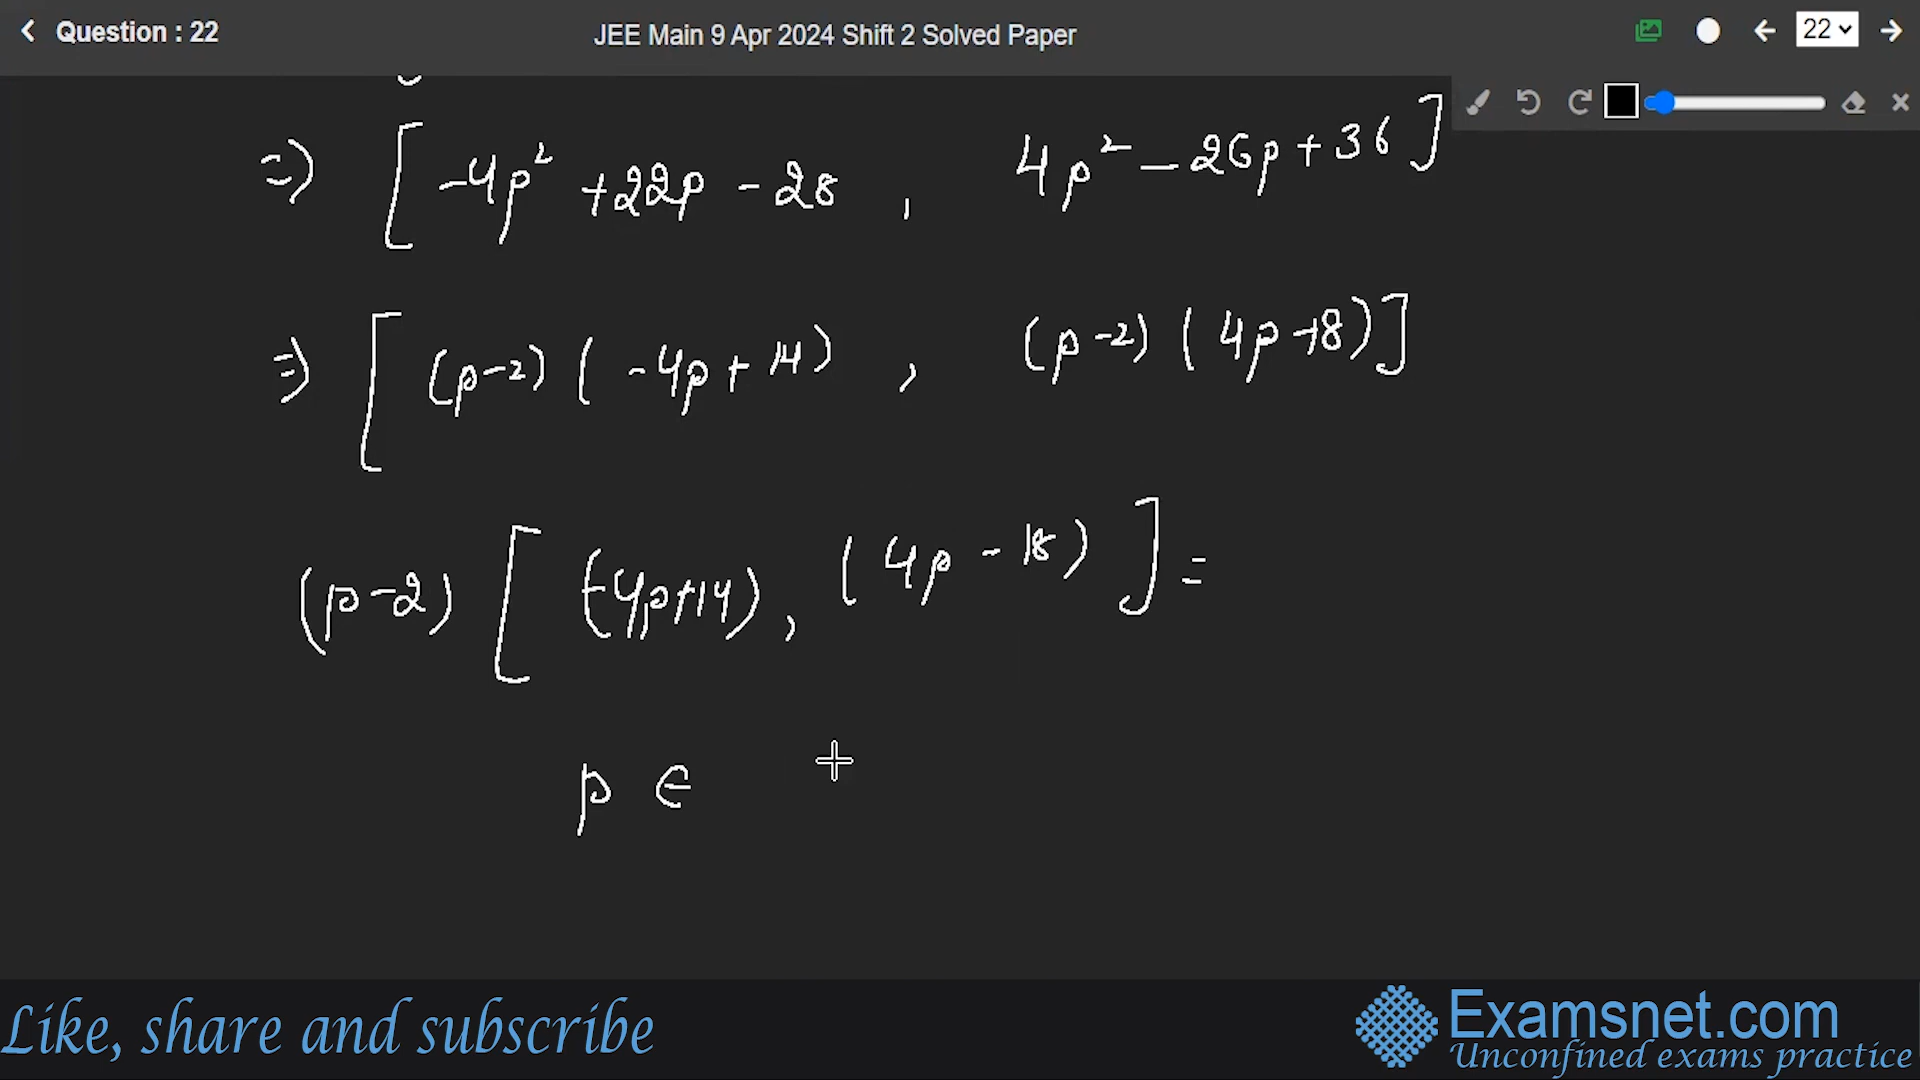 Question : 22
JEE Main 9 Apr 2024 Shift 2 Solved Paper
22
=> [ -4p² + 22p - 28 , 4p² - 26p + 36 ]
=> [ (p-2) ( -4p + 14 ) , (p-2) ( 4p - 18 ) ]
(p-2) [ (-4p+14) , ( 4p - 18 ) ] =
p ∈
Like, share and subscribe
Examsnet.com
Unconfined exams practice